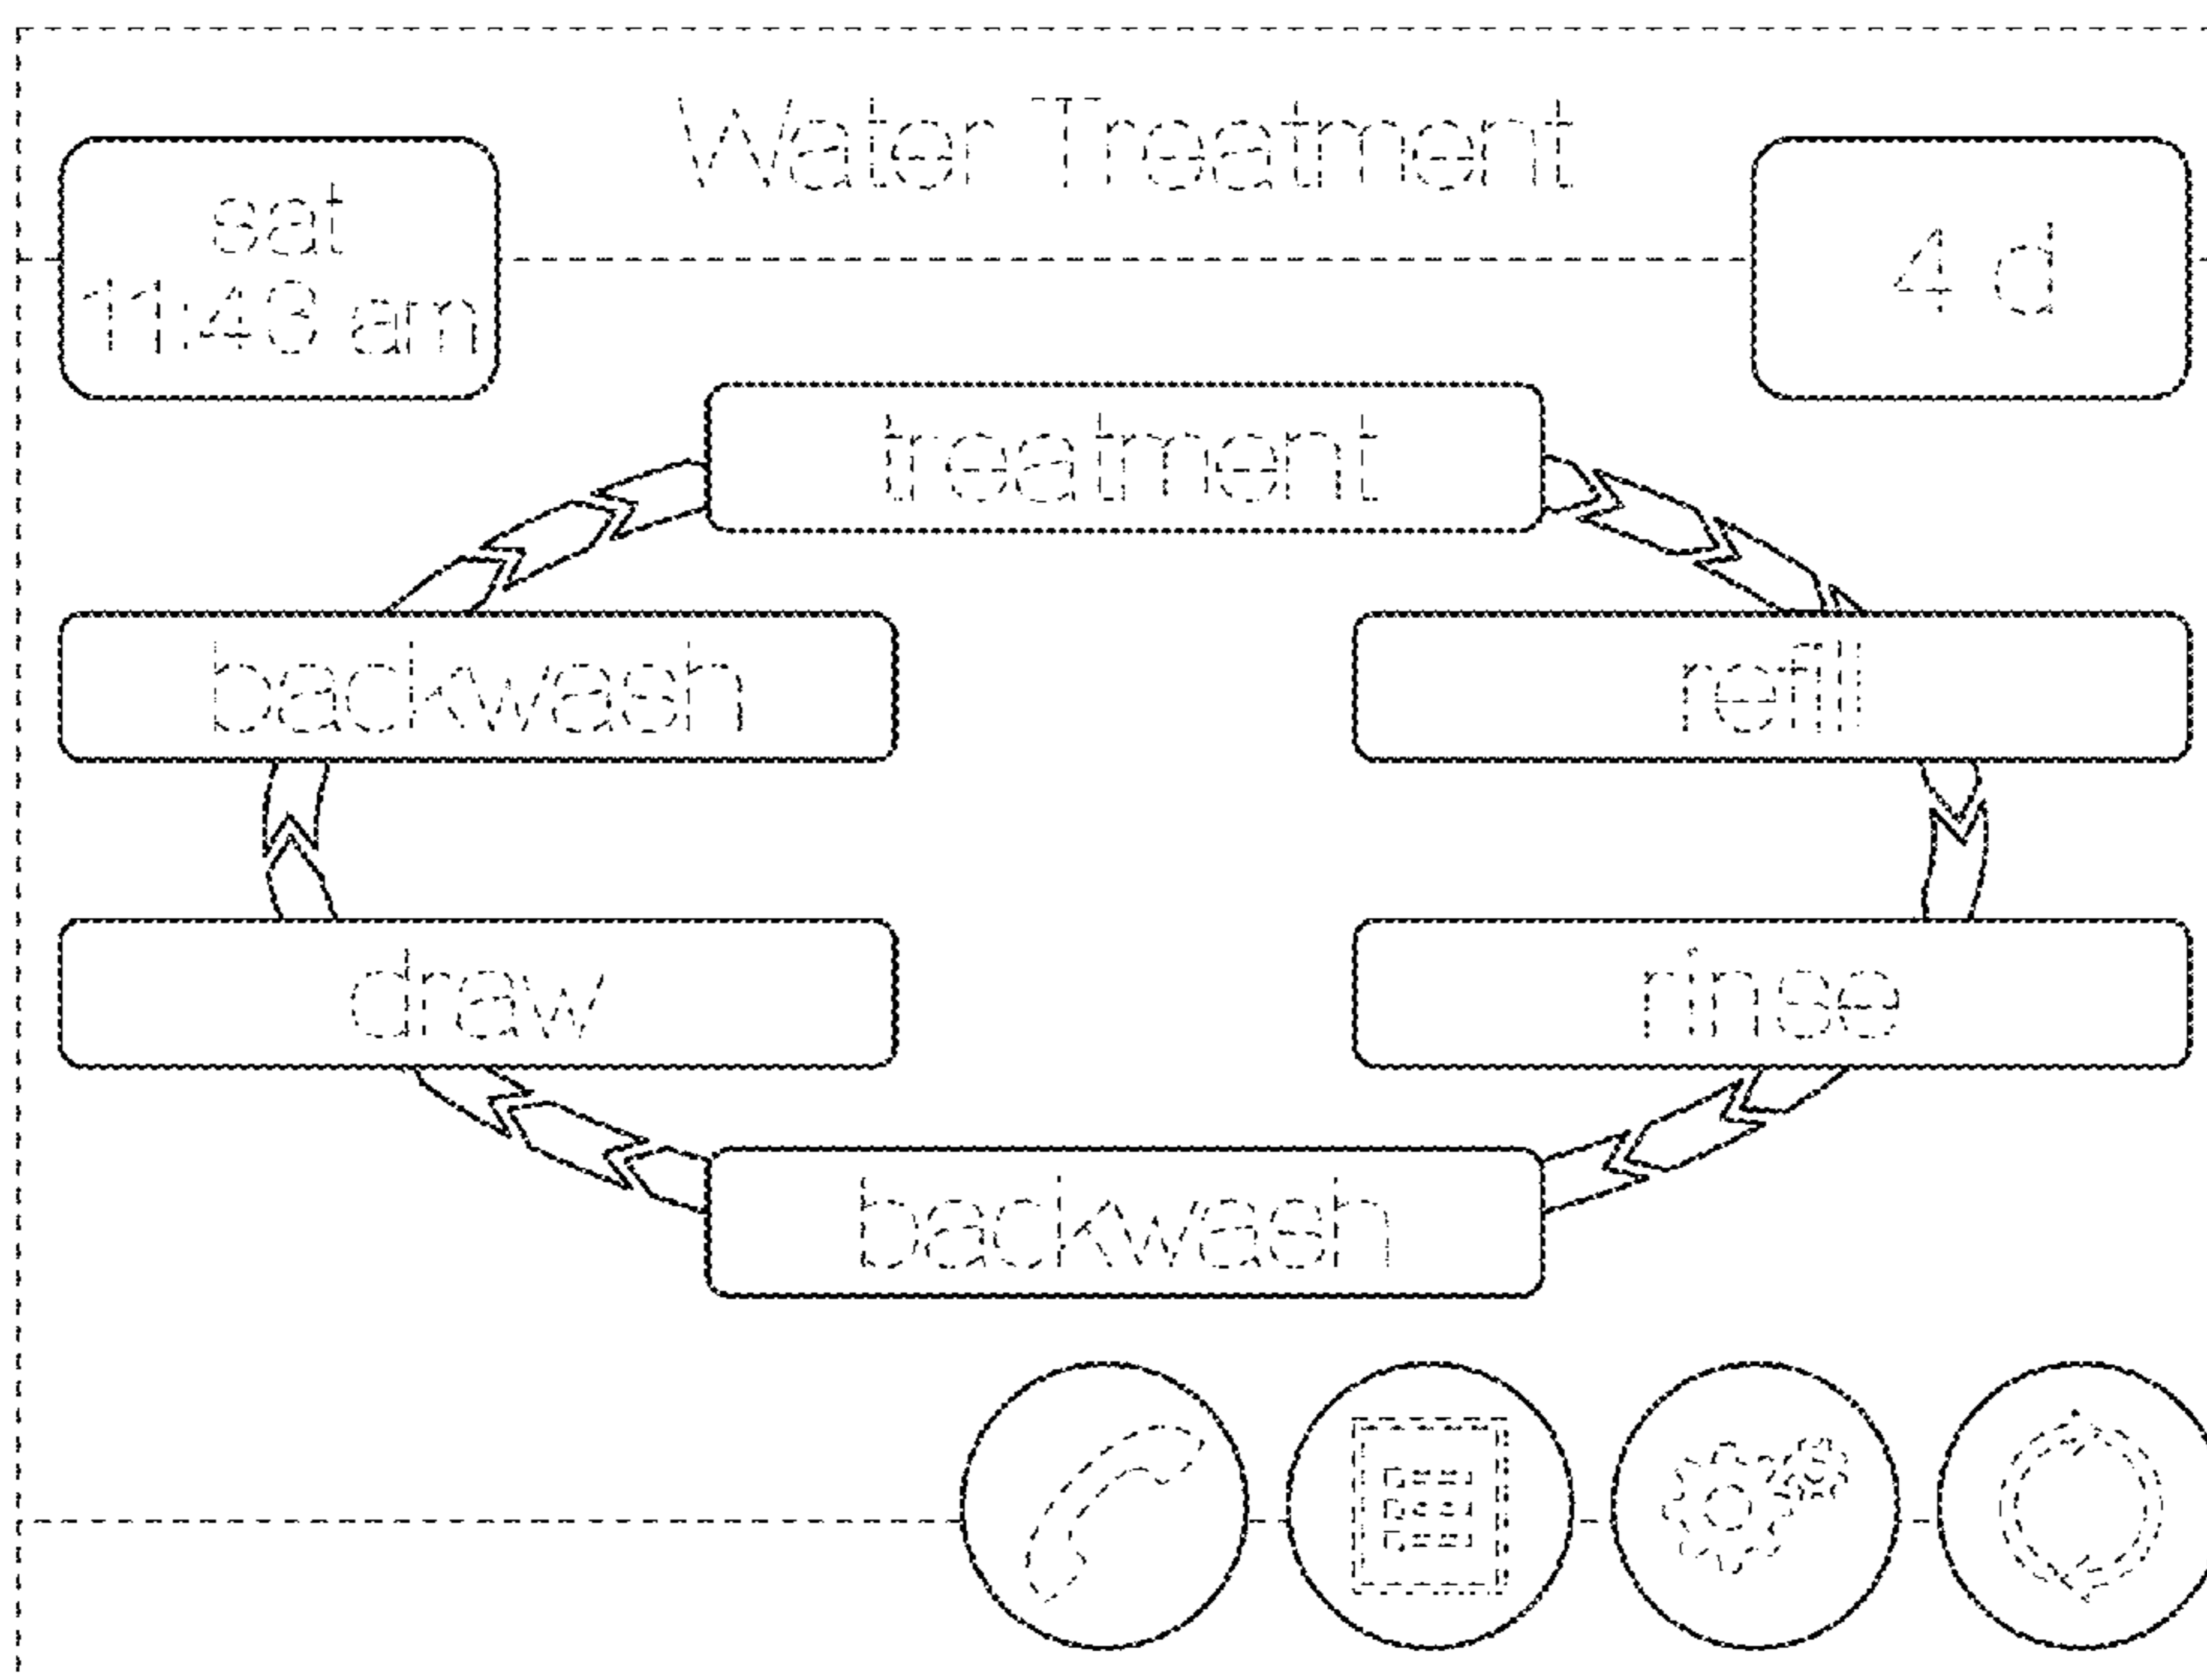 Water Treatment
sat
11:43 am
4 d
treatment
backwash
refill
draw
rinse
backwash